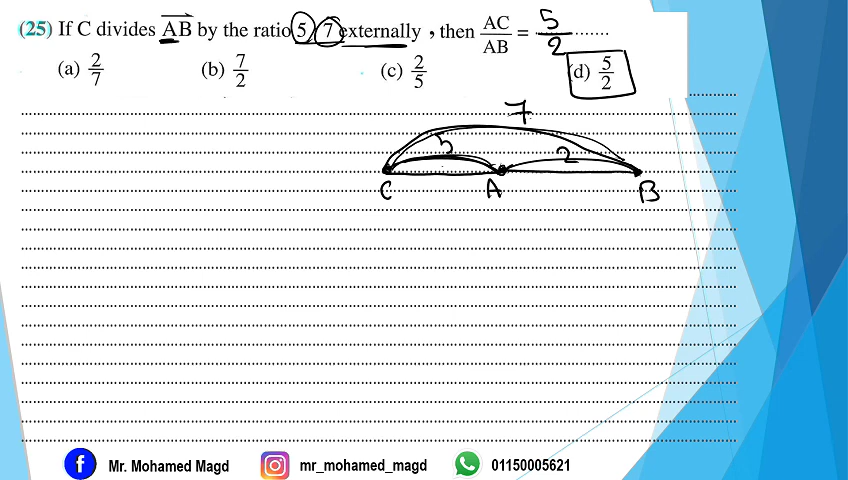 (25) If C divides AB by the ratio 5, 7 externally, then AC/AB = 5/2 ........
(a) 2/7 (b) 7/2 (c) 2/5 (d) 5/2
7
5 2
C A B
f Mr. Mohamed Magd mr_mohamed_magd 01150005621